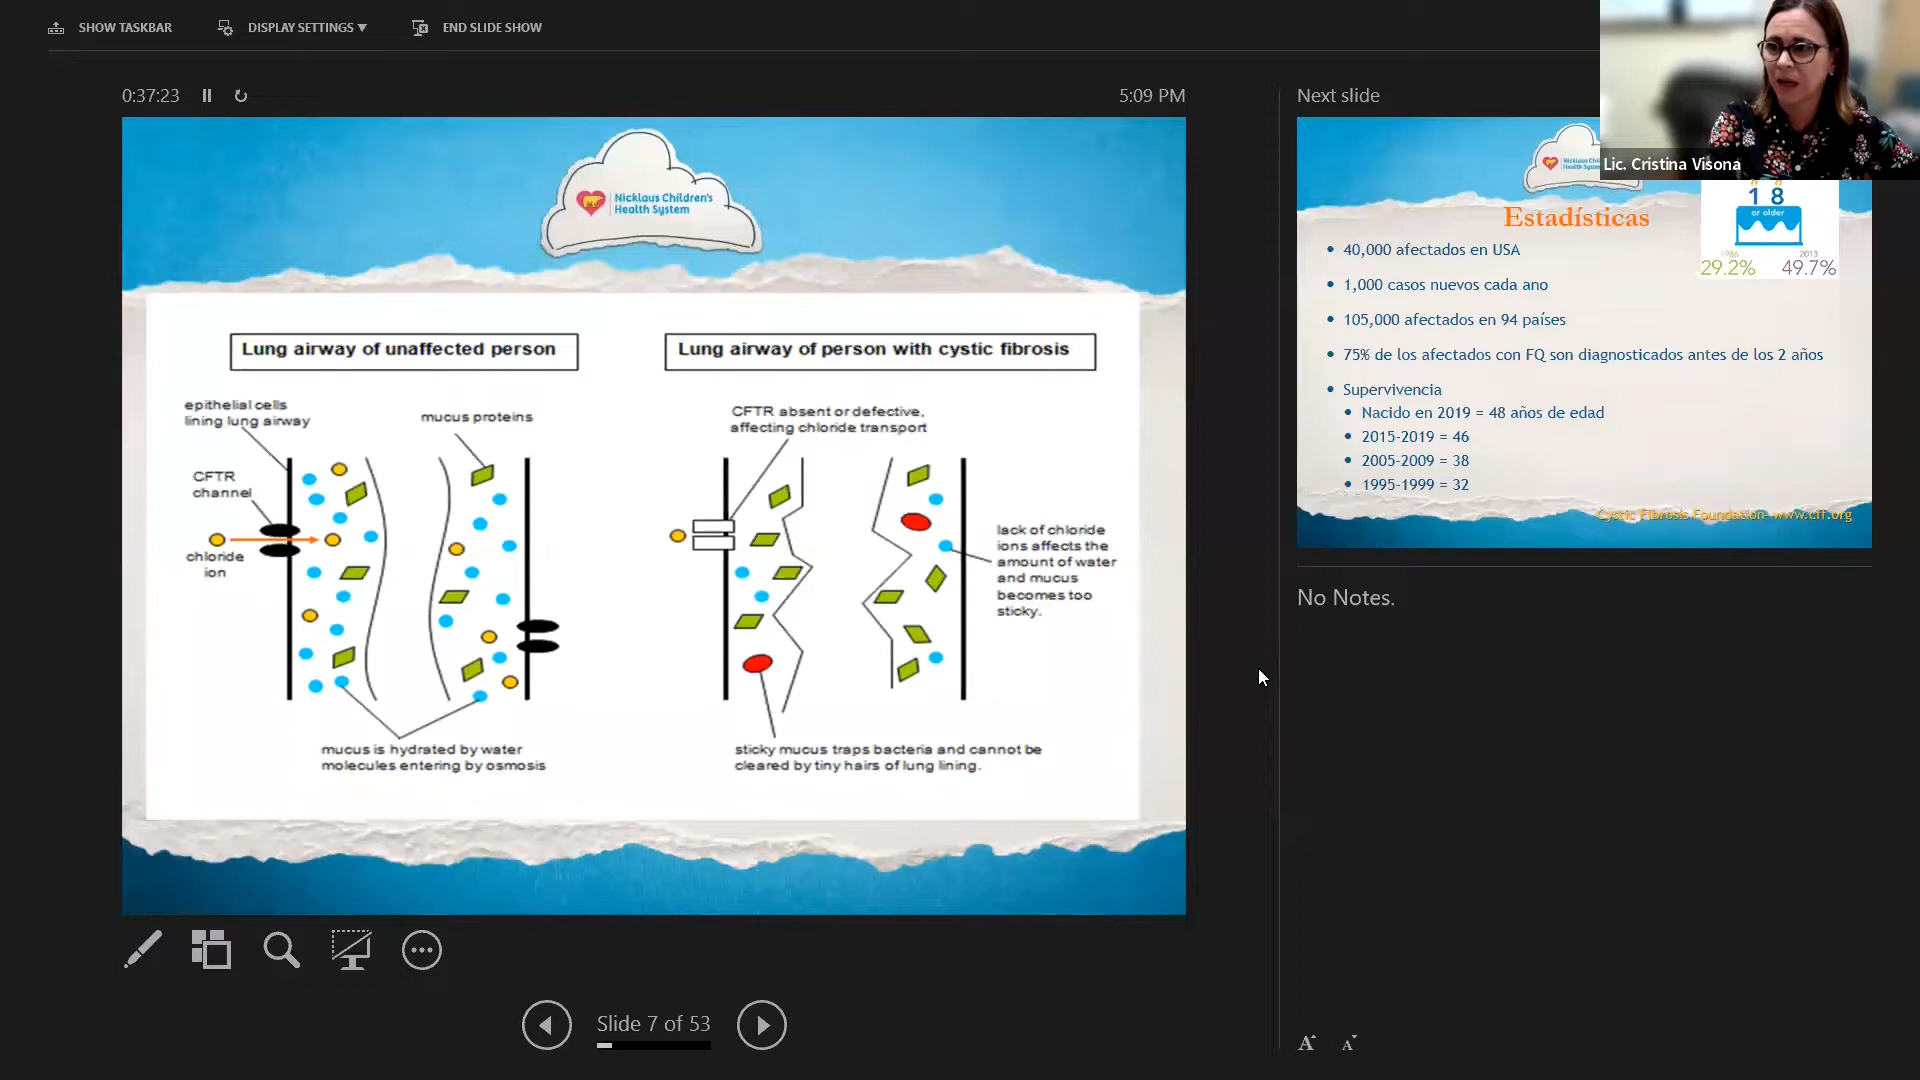 SHOW TASKBAR
DISPLAY SETTINGS ▾
END SLIDE SHOW
0:37:23
5:09 PM
Nicklaus Children's
Health System
Lung airway of unaffected person
Lung airway of person with cystic fibrosis
epithelial cells
lining lung airway
mucus proteins
CFTR
channel
chloride
ion
mucus is hydrated by water
molecules entering by osmosis
CFTR absent or defective,
affecting chloride transport
lack of chloride
ions affects the
amount of water
and mucus
becomes too
sticky.
sticky mucus traps bacteria and cannot be
cleared by tiny hairs of lung lining.
Slide 7 of 53
Next slide
Lic. Cristina Visona
Nicklaus
Health
Estadísticas
18
or older
1986 2013
29.2% 49.7%
• 40,000 afectados en USA
• 1,000 casos nuevos cada ano
• 105,000 afectados en 94 países
• 75% de los afectados con FQ son diagnosticados antes de los 2 años
• Supervivencia
• Nacido en 2019 = 48 años de edad
• 2015-2019 = 46
• 2005-2009 = 38
• 1995-1999 = 32
Cystic Fibrosis Foundation- www.cff.org
No Notes.
A A